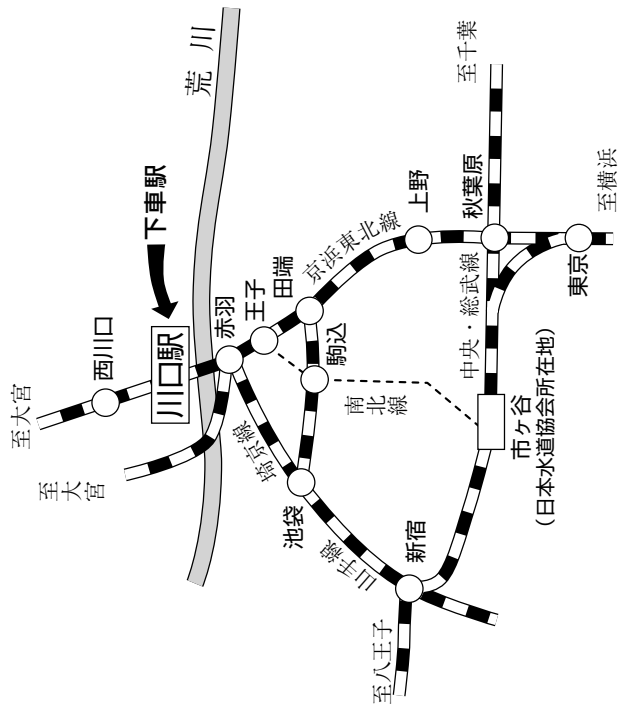 荒川
下車駅
至大宮
西川口
川口駅
至
大
宮
赤羽
王子
田端
京浜東北線
上野
秋葉原
至千葉
東京
至横浜
中央・総武線
駒込
南
北
線
埼京線
池袋
山手線
新宿
至八王子
市ヶ谷
(日本水道協会所在地)